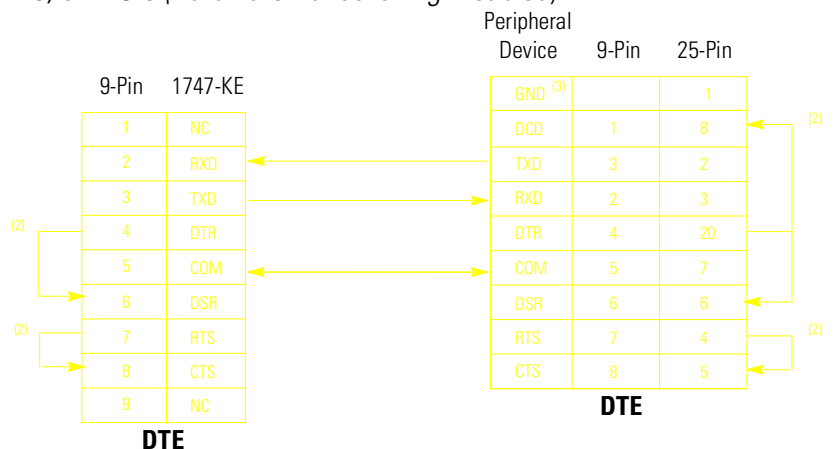 Peripheral
Device 9-Pin 25-Pin
9-Pin 1747-KE
GND (3) 1
DCD 1 8 (2)
TXD 3 2
RXD 2 3
DTR 4 20
COM 5 7
DSR 6 6
RTS 7 4 (2)
CTS 8 5
DTE
1 NC
2 RXD
3 TXD
(2) 4 DTR
5 COM
6 DSR
(2) 7 RTS
8 CTS
9 NC
DTE